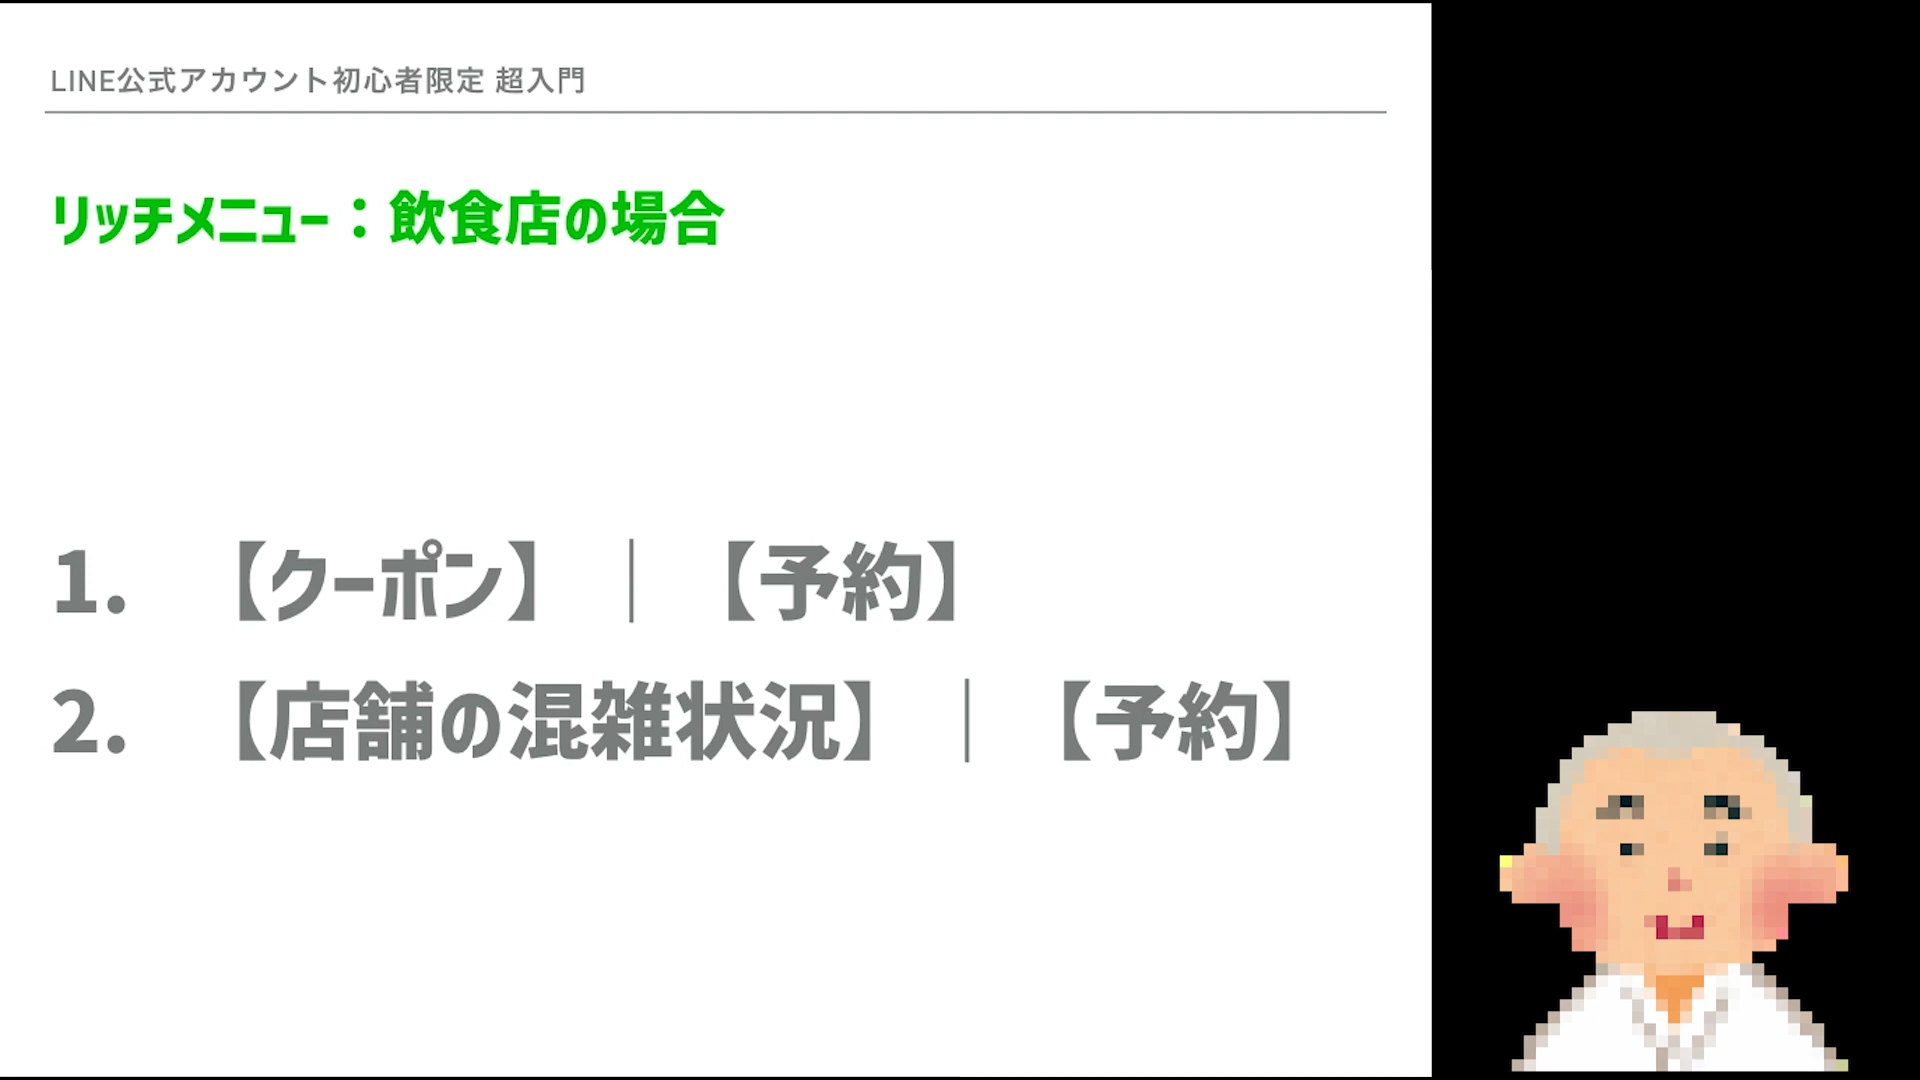 LINE公式アカウント初心者限定 超入門
リッチメニュー：飲食店の場合
1. 【クーポン】｜【予約】
2. 【店舗の混雑状況】｜【予約】